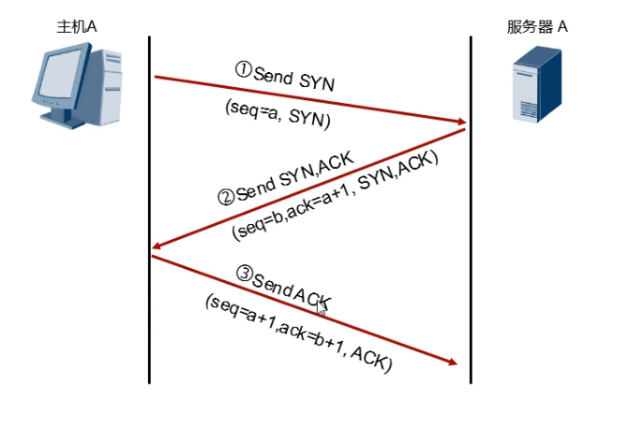 主机A
服务器 A
①Send SYN
(seq=a, SYN)
②Send SYN,ACK
(seq=b,ack=a+1, SYN,ACK)
③Send ACK
(seq=a+1,ack=b+1, ACK)